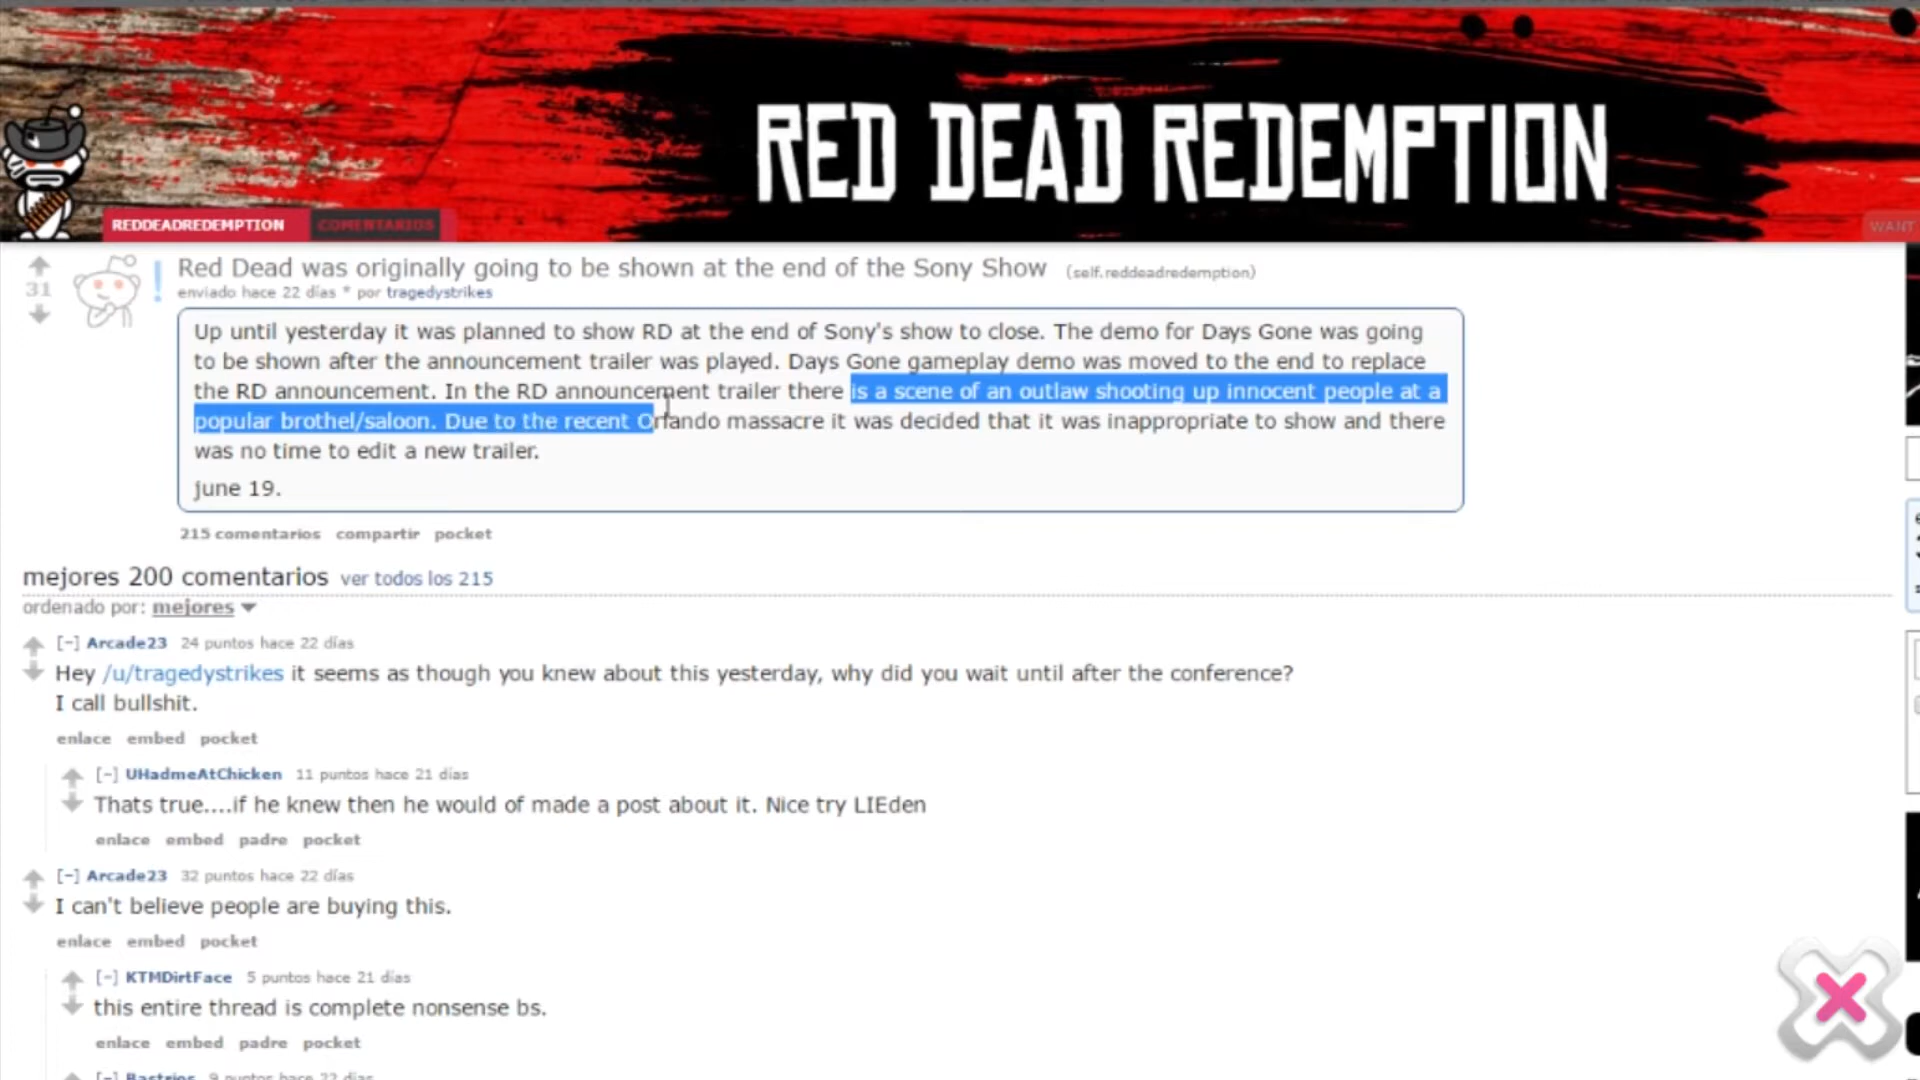 RED DEAD REDEMPTION
REDDEADREDEMPTION COMENTARIOS
WANT
31
Red Dead was originally going to be shown at the end of the Sony Show (self.reddeadredemption)
enviado hace 22 días * por tragedystrikes
Up until yesterday it was planned to show RD at the end of Sony's show to close. The demo for Days Gone was going
to be shown after the announcement trailer was played. Days Gone gameplay demo was moved to the end to replace
the RD announcement. In the RD announcement trailer there is a scene of an outlaw shooting up innocent people at a
popular brothel/saloon. Due to the recent Orlando massacre it was decided that it was inappropriate to show and there
was no time to edit a new trailer.
june 19.
215 comentarios compartir pocket
mejores 200 comentarios ver todos los 215
ordenado por: mejores
[-] Arcade23 24 puntos hace 22 días
Hey /u/tragedystrikes it seems as though you knew about this yesterday, why did you wait until after the conference?
I call bullshit.
enlace embed pocket
[-] UHadmeAtChicken 11 puntos hace 21 días
Thats true....if he knew then he would of made a post about it. Nice try LIEden
enlace embed padre pocket
[-] Arcade23 32 puntos hace 22 días
I can't believe people are buying this.
enlace embed pocket
[-] KTMDirtFace 5 puntos hace 21 días
this entire thread is complete nonsense bs.
enlace embed padre pocket
[-] Bastrios 9 puntos hace 22 días